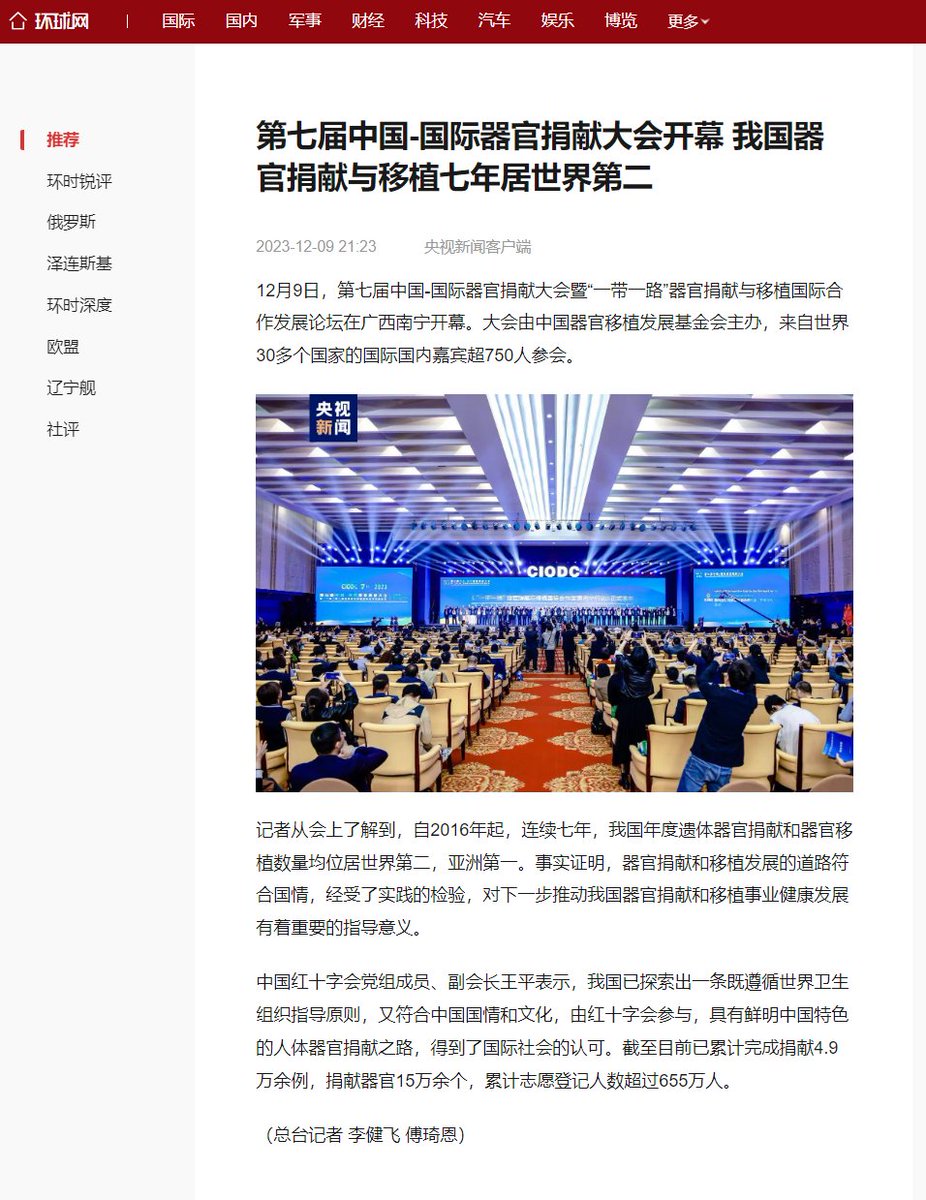 环球网
国际 国内 军事 财经 科技 汽车 娱乐 博览 更多
推荐
环时锐评
俄罗斯
泽连斯基
环时深度
欧盟
辽宁舰
社评
第七届中国-国际器官捐献大会开幕 我国器
官捐献与移植七年居世界第二
2023-12-09 21:23 央视新闻客户端
12月9日，第七届中国-国际器官捐献大会暨“一带一路”器官捐献与移植国际合
作发展论坛在广西南宁开幕。大会由中国器官移植发展基金会主办，来自世界
30多个国家的国际国内嘉宾超750人参会。
央视
新闻
CIODC
CIODC 7th 2023
记者从会上了解到，自2016年起，连续七年，我国年度遗体器官捐献和器官移
植数量均位居世界第二，亚洲第一。事实证明，器官捐献和移植发展的道路符
合国情，经受了实践的检验，对下一步推动我国器官捐献和移植事业健康发展
有着重要的指导意义。
中国红十字会党组成员、副会长王平表示，我国已探索出一条既遵循世界卫生
组织指导原则，又符合中国国情和文化，由红十字会参与，具有鲜明中国特色
的人体器官捐献之路，得到了国际社会的认可。截至目前已累计完成捐献4.9
万余例，捐献器官15万余个，累计志愿登记人数超过655万人。
（总台记者 李健飞 傅琦恩）